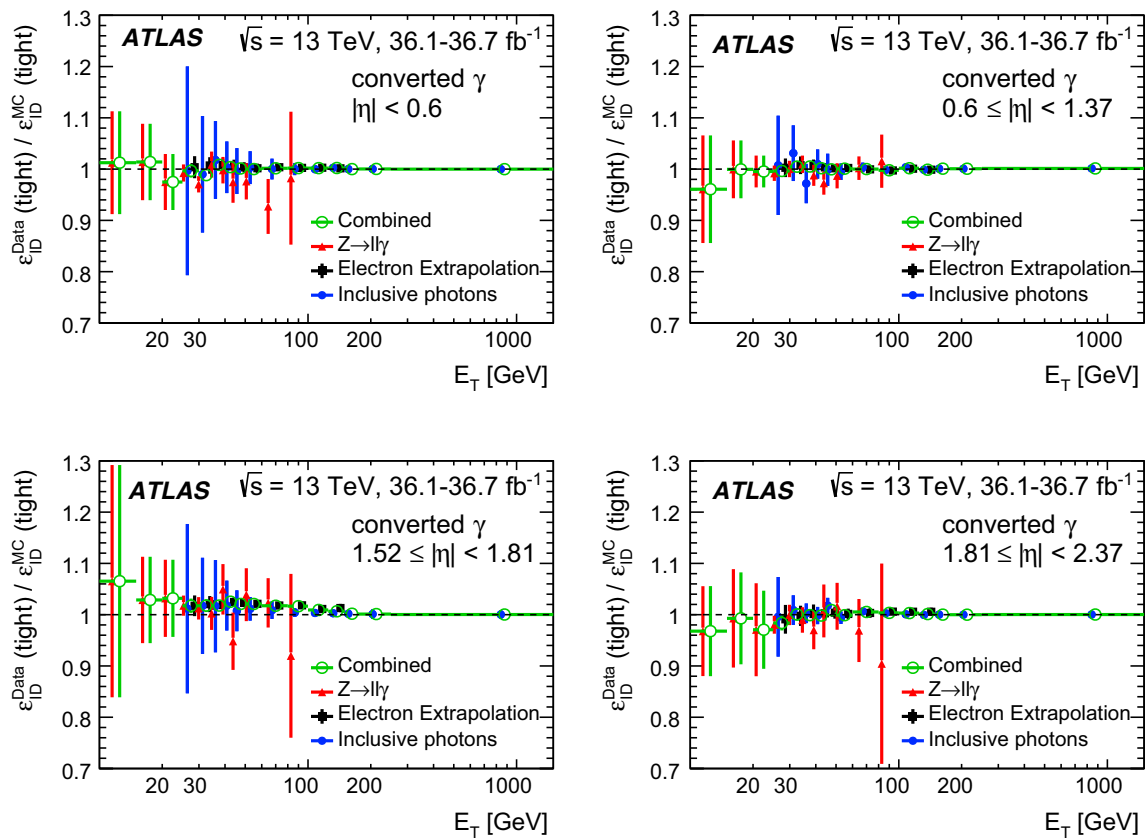 ATLAS √s = 13 TeV, 36.1-36.7 fb⁻¹
converted γ
|η| < 0.6
Combined
Z→llγ
Electron Extrapolation
Inclusive photons
1.3
1.2
1.1
1
0.9
0.8
0.7
20 30 100 200 1000
E_T [GeV]
ε_ID^Data (tight) / ε_ID^MC (tight)
ATLAS √s = 13 TeV, 36.1-36.7 fb⁻¹
converted γ
0.6 ≤ |η| < 1.37
Combined
Z→llγ
Electron Extrapolation
Inclusive photons
1.3
1.2
1.1
1
0.9
0.8
0.7
20 30 100 200 1000
E_T [GeV]
ε_ID^Data (tight) / ε_ID^MC (tight)
ATLAS √s = 13 TeV, 36.1-36.7 fb⁻¹
converted γ
1.52 ≤ |η| < 1.81
Combined
Z→llγ
Electron Extrapolation
Inclusive photons
1.3
1.2
1.1
1
0.9
0.8
0.7
20 30 100 200 1000
E_T [GeV]
ε_ID^Data (tight) / ε_ID^MC (tight)
ATLAS √s = 13 TeV, 36.1-36.7 fb⁻¹
converted γ
1.81 ≤ |η| < 2.37
Combined
Z→llγ
Electron Extrapolation
Inclusive photons
1.3
1.2
1.1
1
0.9
0.8
0.7
20 30 100 200 1000
E_T [GeV]
ε_ID^Data (tight) / ε_ID^MC (tight)